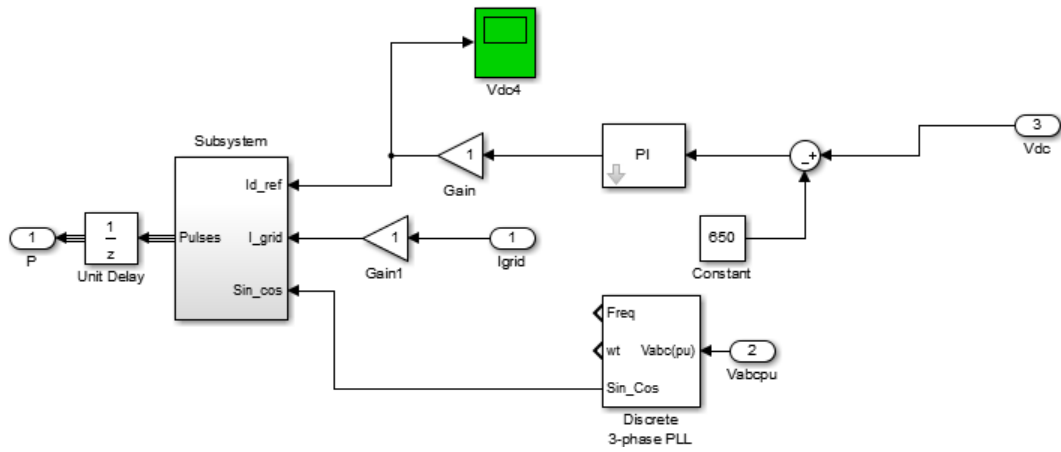 Vdc4
3
Vdc
Subsystem
PI
_+
1
Gain
Id_ref
1
P
1
z
Unit Delay
Pulses
I_grid
1
Gain1
1
Igrid
650
Constant
Sin_cos
Freq
wt
Vabc(pu)
2
Vabcpu
Sin_Cos
Discrete
3-phase PLL